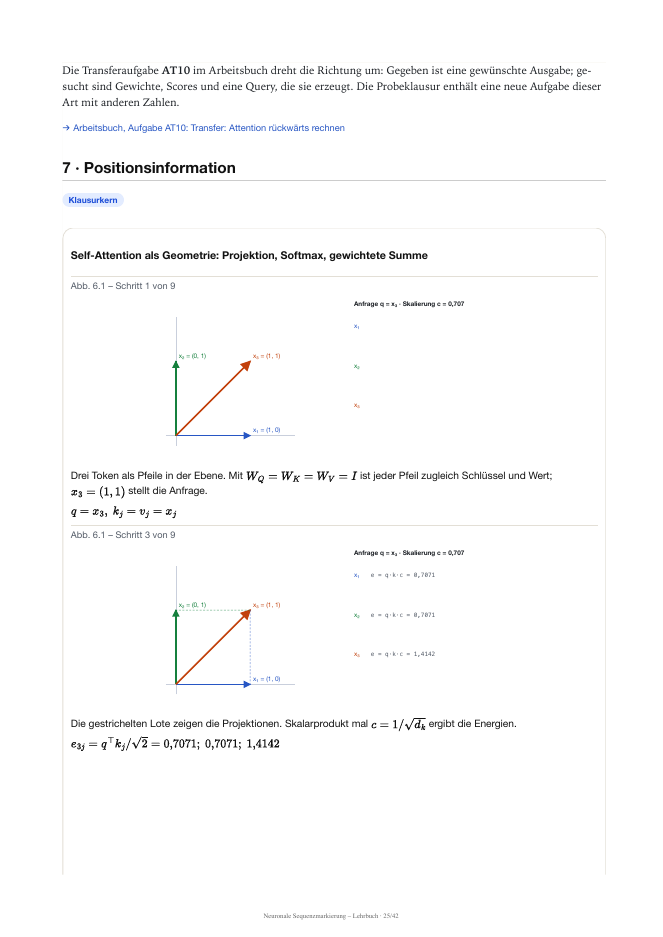 Die Transferaufgabe AT10 im Arbeitsbuch dreht die Richtung um: Gegeben ist eine gewünschte Ausgabe; ge-
sucht sind Gewichte, Scores und eine Query, die sie erzeugt. Die Probeklausur enthält eine neue Aufgabe dieser
Art mit anderen Zahlen.
→ Arbeitsbuch, Aufgabe AT10: Transfer: Attention rückwärts rechnen
7 · Positionsinformation
Klausurkern
Self-Attention als Geometrie: Projektion, Softmax, gewichtete Summe
Abb. 6.1 – Schritt 1 von 9
Anfrage q = x₃ · Skalierung c = 0,707
x₁
x₂ = (0, 1)
x₃ = (1, 1)
x₂
x₃
x₁ = (1, 0)
Drei Token als Pfeile in der Ebene. Mit W_Q = W_K = W_V = I ist jeder Pfeil zugleich Schlüssel und Wert;
x₃ = (1, 1) stellt die Anfrage.
q = x₃, k_j = v_j = x_j
Abb. 6.1 – Schritt 3 von 9
Anfrage q = x₃ · Skalierung c = 0,707
x₁ e = q·k·c = 0,7071
x₂ = (0, 1)
x₃ = (1, 1)
x₂ e = q·k·c = 0,7071
x₃ e = q·k·c = 1,4142
x₁ = (1, 0)
Die gestrichelten Lote zeigen die Projektionen. Skalarprodukt mal c = 1/√d_k ergibt die Energien.
e₃ⱼ = q⊤k_j/√2 = 0,7071; 0,7071; 1,4142
Neuronale Sequenzmarkierung – Lehrbuch · 25/42